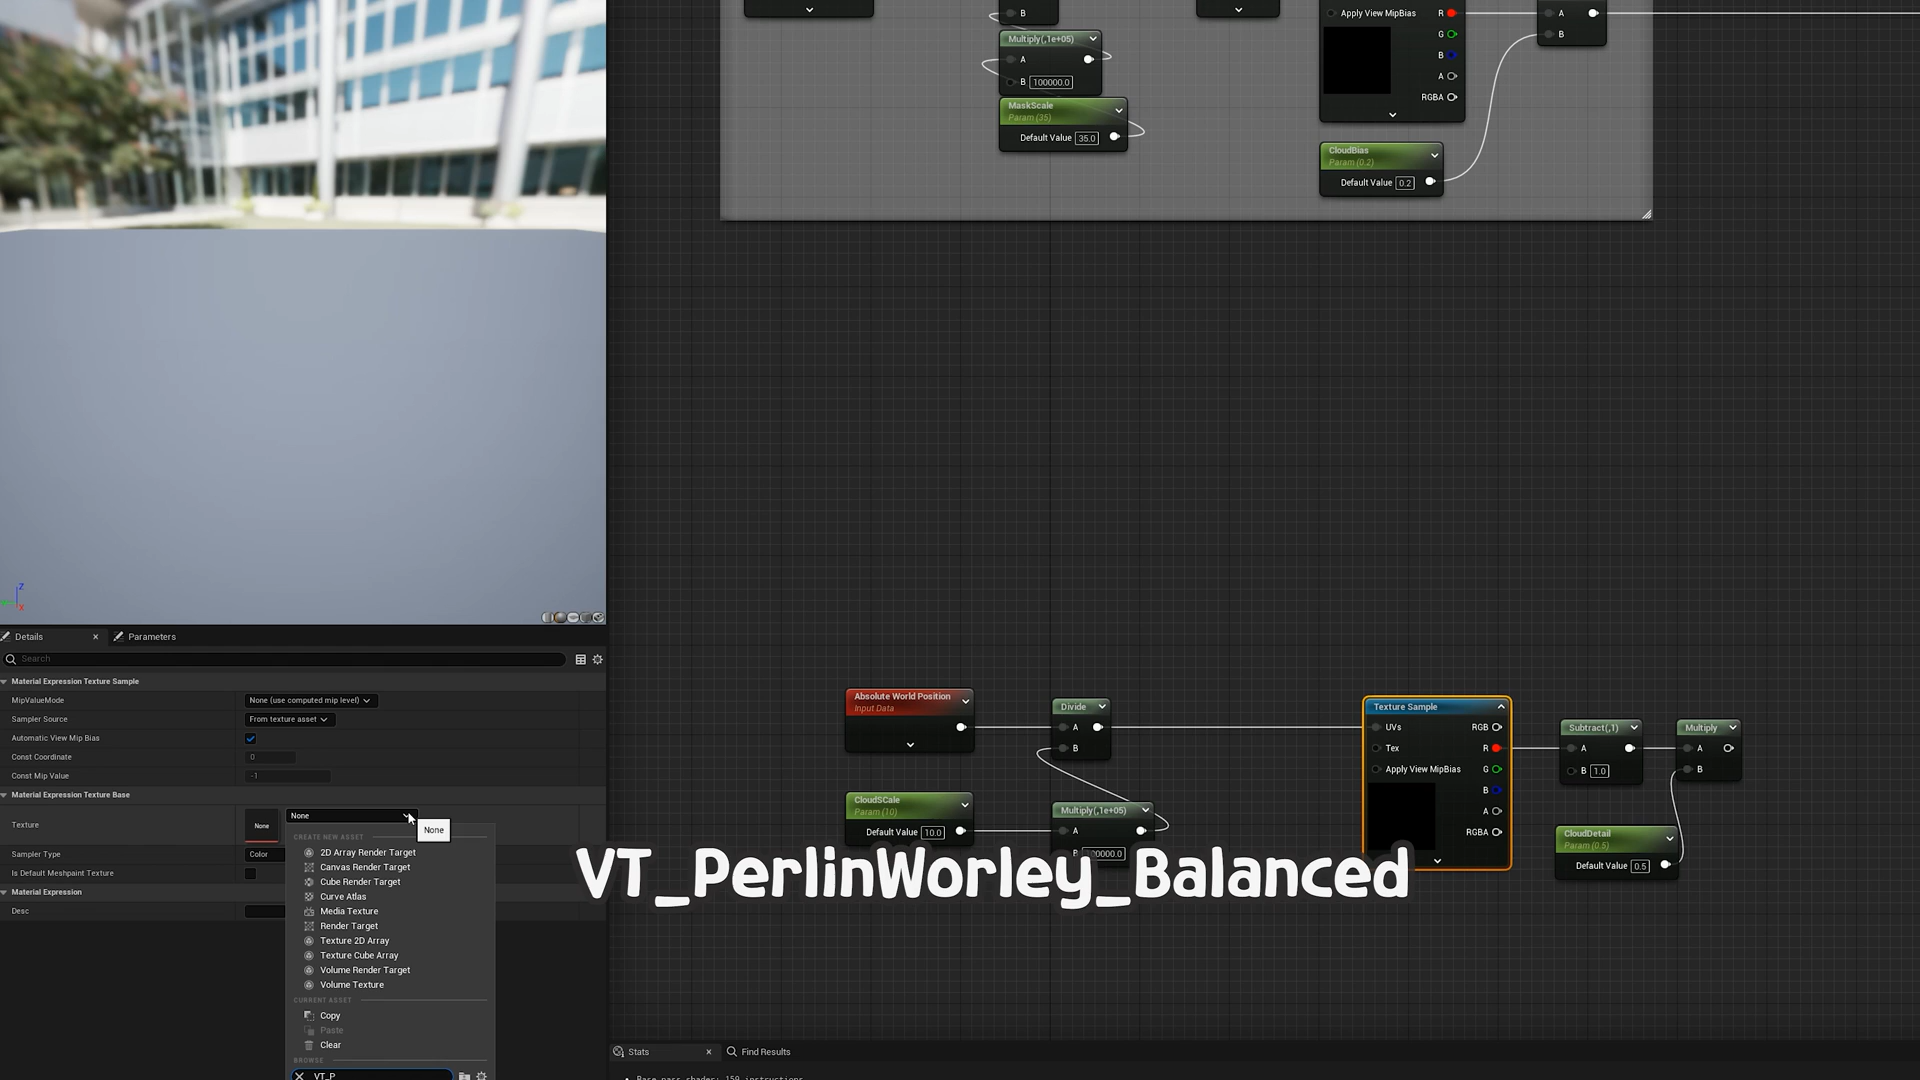 B
Multiply(,1e+05)
A
B 100000.0
MaskScale
Param (35)
Default Value 35.0
Apply View MipBias R
G
B
A
RGBA
A
B
CloudBias
Param (0.2)
Default Value 0.2
Z
X
Details
Parameters
Search
Material Expression Texture Sample
MipValueMode None (use computed mip level)
Sampler Source From texture asset
Automatic View Mip Bias
Const Coordinate 0
Const Mip Value -1
Material Expression Texture Base
Texture None None
None
Sampler Type Color
Is Default Meshpaint Texture
Material Expression
Desc
CREATE NEW ASSET
2D Array Render Target
Canvas Render Target
Cube Render Target
Curve Atlas
Media Texture
Render Target
Texture 2D Array
Texture Cube Array
Volume Render Target
Volume Texture
CURRENT ASSET
Copy
Paste
Clear
BROWSE
VT_P
Absolute World Position
Input Data
Divide
A
B
CloudSCale
Param (10)
Default Value 10.0
Multiply(,1e+05)
A
B
Texture Sample
UVs RGB
Tex R
Apply View MipBias G
B
A
RGBA
Subtract(,1)
A
B 1.0
Multiply
A
B
CloudDetail
Param (0.5)
Default Value 0.5
VT_PerlinWorley_Balanced
Stats
Find Results
Base pass shader: 159 instructions